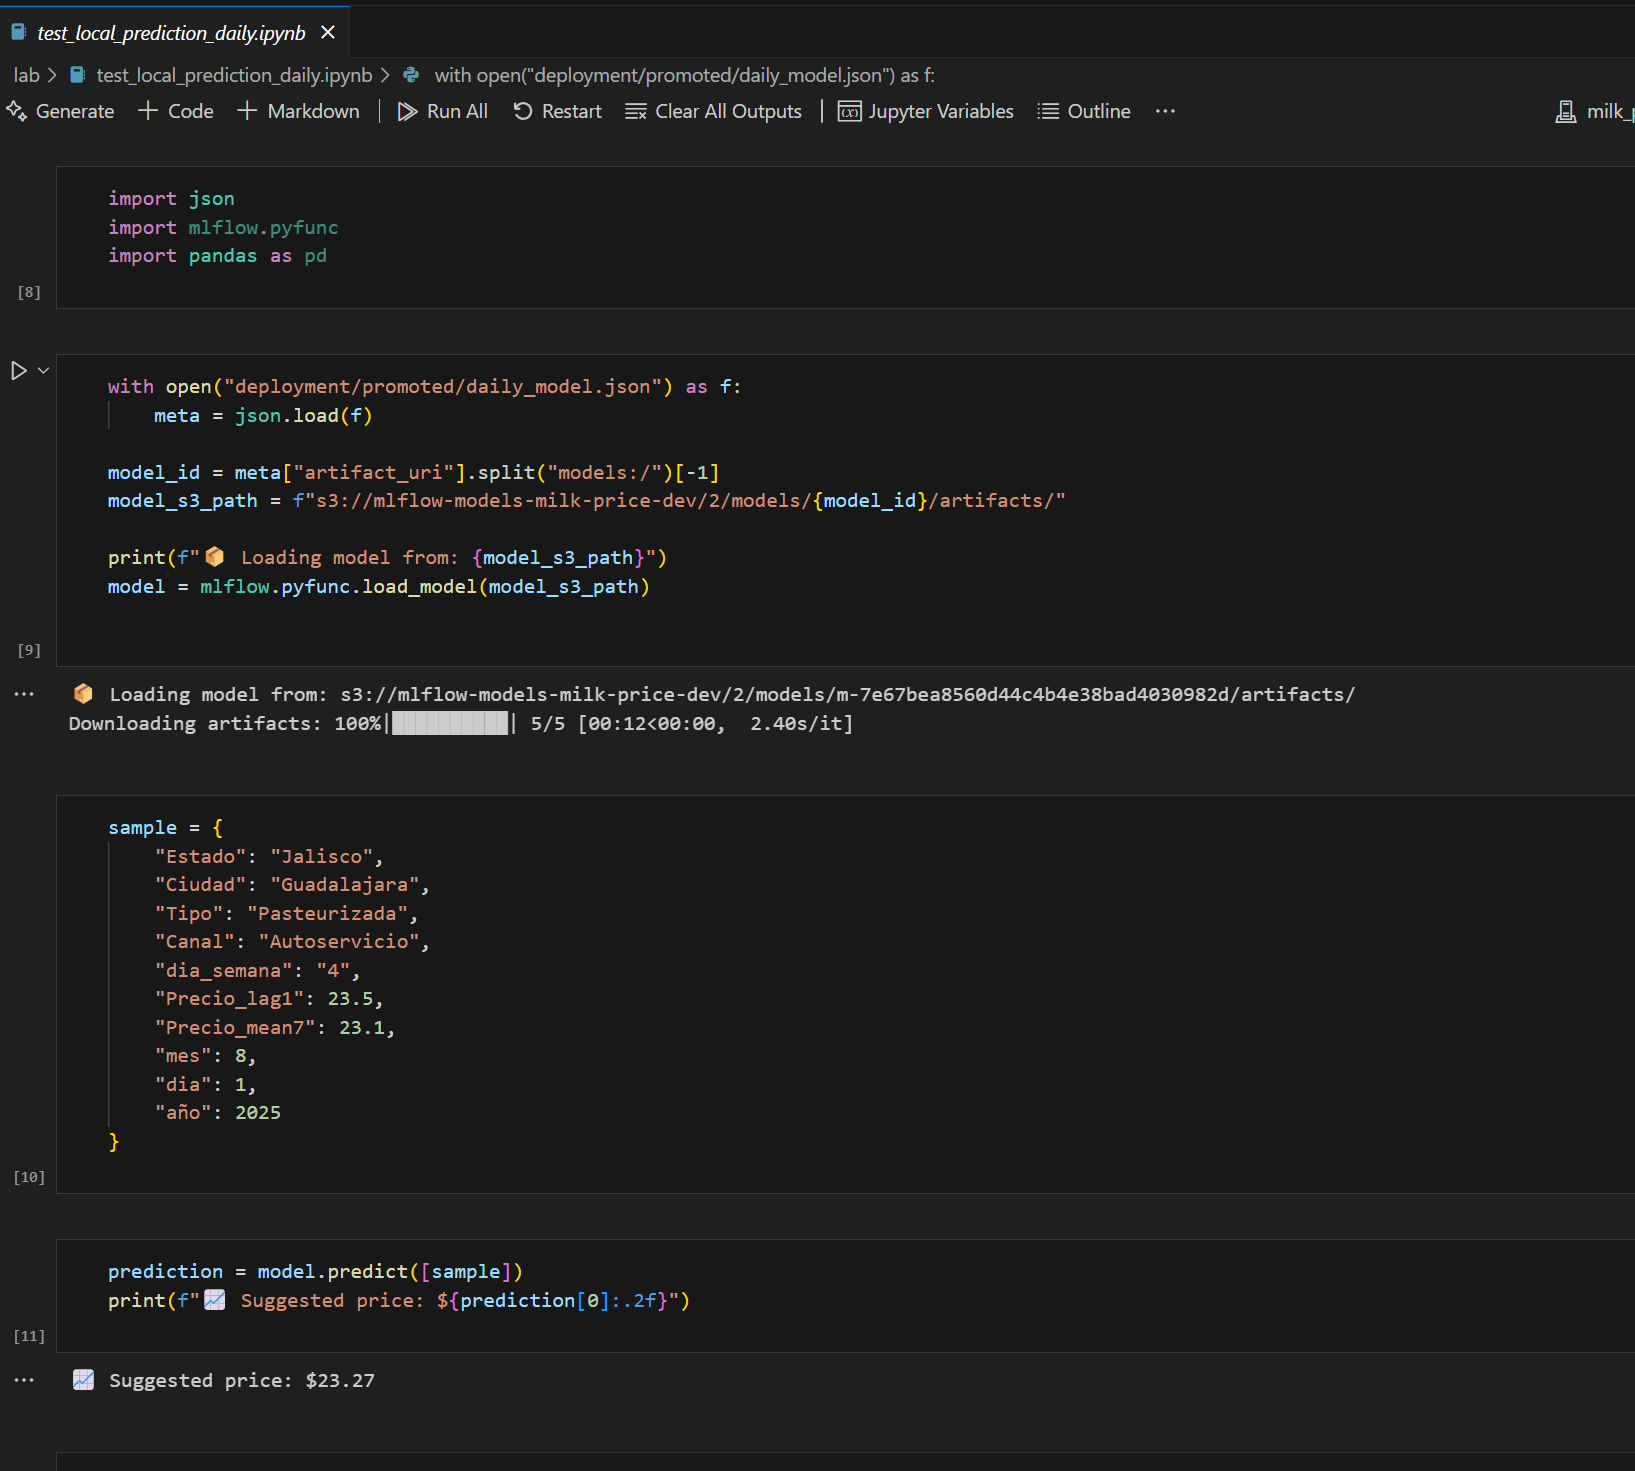 test_local_prediction_daily.ipynb
lab > test_local_prediction_daily.ipynb > with open("deployment/promoted/daily_model.json") as f:
Generate + Code + Markdown | Run All Restart Clear All Outputs | Jupyter Variables Outline ...
import json
import mlflow.pyfunc
import pandas as pd
[8]
with open("deployment/promoted/daily_model.json") as f:
    meta = json.load(f)
model_id = meta["artifact_uri"].split("models:/")[-1]
model_s3_path = f"s3://mlflow-models-milk-price-dev/2/models/{model_id}/artifacts/"
print(f"📦 Loading model from: {model_s3_path}")
model = mlflow.pyfunc.load_model(model_s3_path)
[9]
📦 Loading model from: s3://mlflow-models-milk-price-dev/2/models/m-7e67bea8560d44c4b4e38bad4030982d/artifacts/
Downloading artifacts: 100%|██████████| 5/5 [00:12<00:00,  2.40s/it]
sample = {
    "Estado": "Jalisco",
    "Ciudad": "Guadalajara",
    "Tipo": "Pasteurizada",
    "Canal": "Autoservicio",
    "dia_semana": "4",
    "Precio_lag1": 23.5,
    "Precio_mean7": 23.1,
    "mes": 8,
    "dia": 1,
    "año": 2025
}
[10]
prediction = model.predict([sample])
print(f"📈 Suggested price: ${prediction[0]:.2f}")
[11]
📈 Suggested price: $23.27